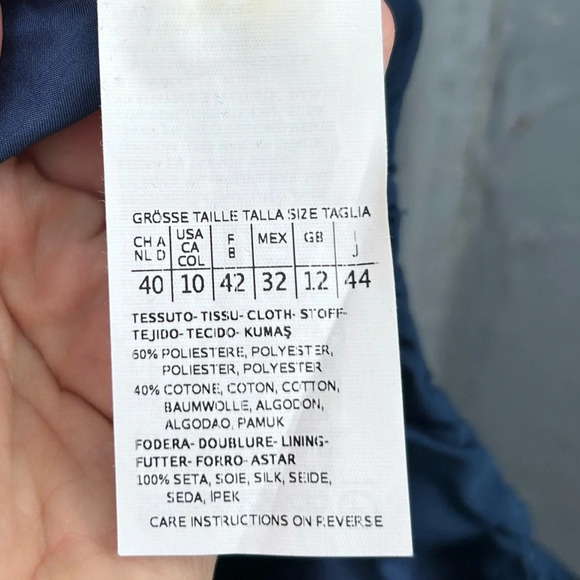 GRÖSSE TAILLE TALLA SIZE TAGLIA
CH A NL D | USA CA COL | F B | MEX | GB | I J
40 | 10 | 42 | 32 | 12 | 44
TESSUTO- TISSU- CLOTH- STOFF-
TEJIDO- TECIDO- KUMAŞ
60% POLIESTERE, POLYESTER,
POLIESTER, POLYESTER
40% COTONE, COTON, COTTON,
BAUMWOLLE, ALGODON,
ALGODAO, PAMUK
FODERA- DOUBLURE- LINING-
FUTTER- FORRO- ASTAR
100% SETA, SOIE, SILK, SEIDE,
SEDA, IPEK
CARE INSTRUCTIONS ON REVERSE